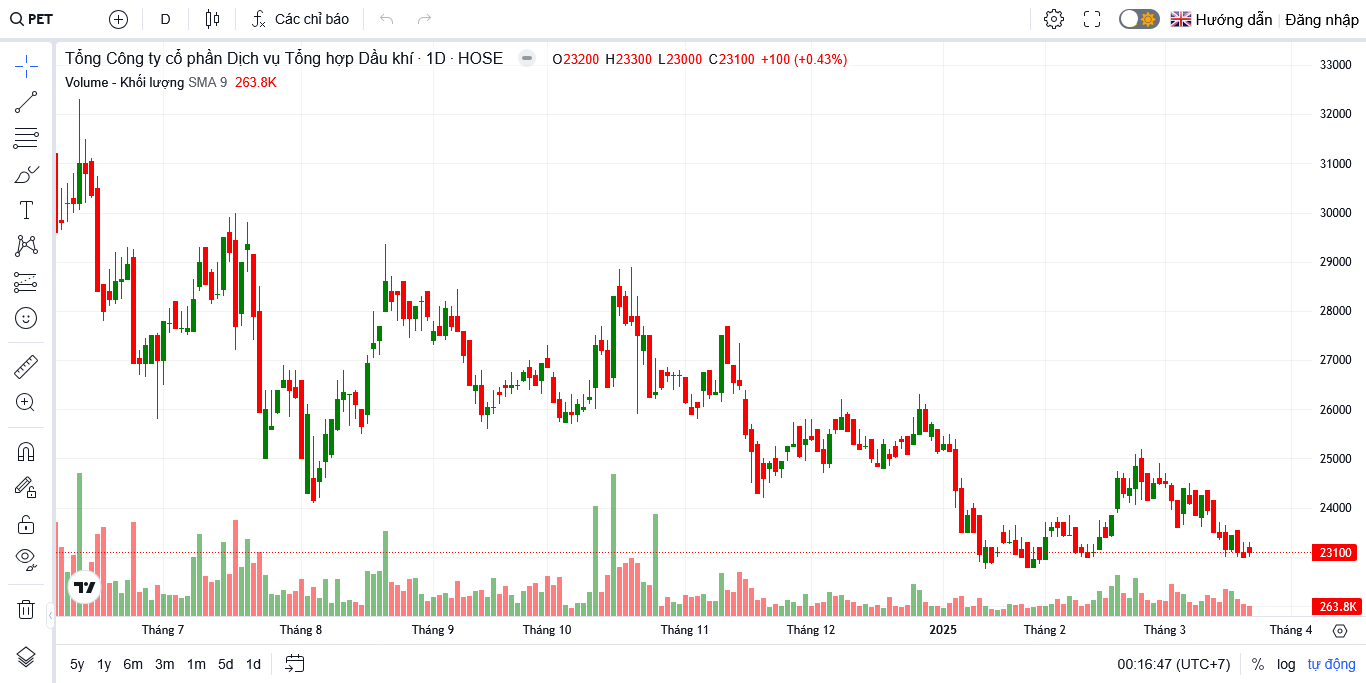 PET D Các chỉ báo Hướng dẫn Đăng nhập
Tổng Công ty cổ phần Dịch vụ Tổng hợp Dầu khí · 1D · HOSE O23200 H23300 L23000 C23100 +100 (+0.43%)
Volume - Khối lượng SMA 9 263.8K
33000
32000
31000
30000
29000
28000
27000
26000
25000
24000
23100
263.8K
Tháng 7 Tháng 8 Tháng 9 Tháng 10 Tháng 11 Tháng 12 2025 Tháng 2 Tháng 3 Tháng 4
5y 1y 6m 3m 1m 5d 1d 00:16:47 (UTC+7) % log tự động